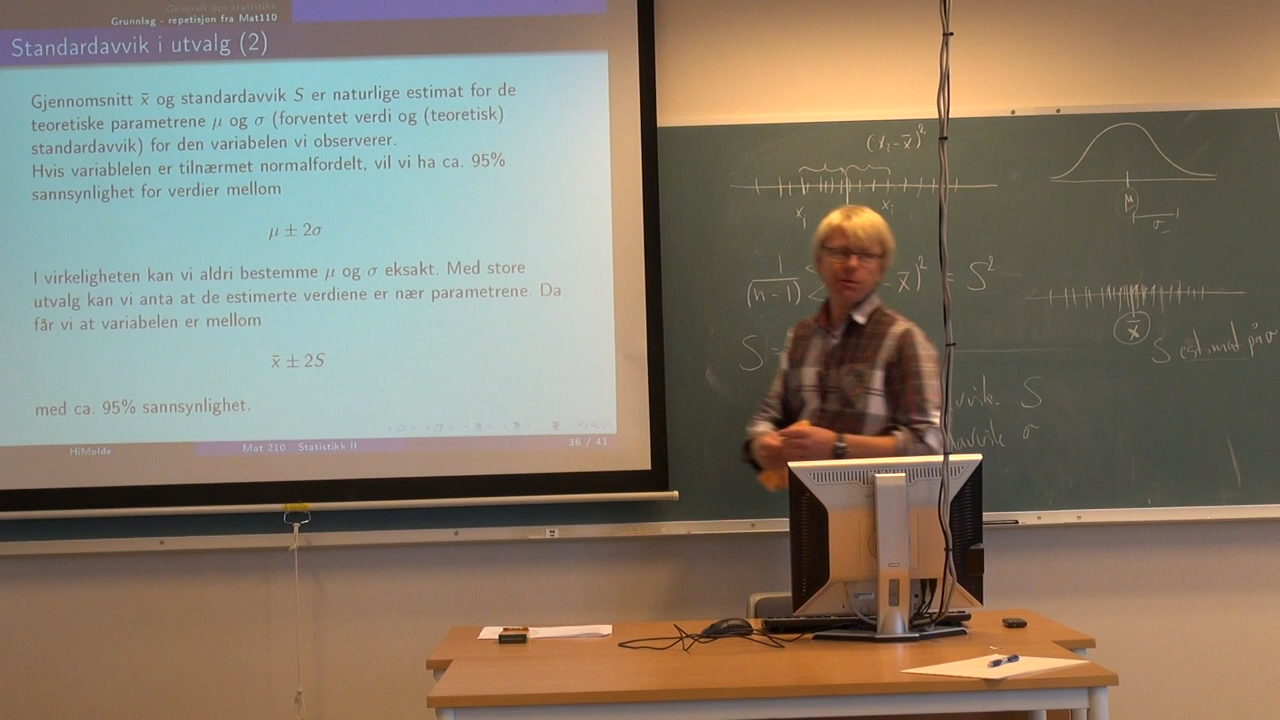 Generelt om statistikk
Grunnlag - repetisjon fra Mat110
Standardavvik i utvalg (2)
Gjennomsnitt x̄ og standardavvik S er naturlige estimat for de
teoretiske parametrene μ og σ (forventet verdi og (teoretisk)
standardavvik) for den variabelen vi observerer.
Hvis variablelen er tilnærmet normalfordelt, vil vi ha ca. 95%
sannsynlighet for verdier mellom
μ ± 2σ
I virkeligheten kan vi aldri bestemme μ og σ eksakt. Med store
utvalg kan vi anta at de estimerte verdiene er nær parametrene. Da
får vi at variabelen er mellom
x̄ ± 2S
med ca. 95% sannsynlighet.
HiMolde
Mat 210 - Statistikk II
36 / 41
(xᵢ-x̄)²
xⱼ
xᵢ
1
(n-1)
x̄)² = S²
S=
S
σ
μ
σ
x̄
S estimat på σ